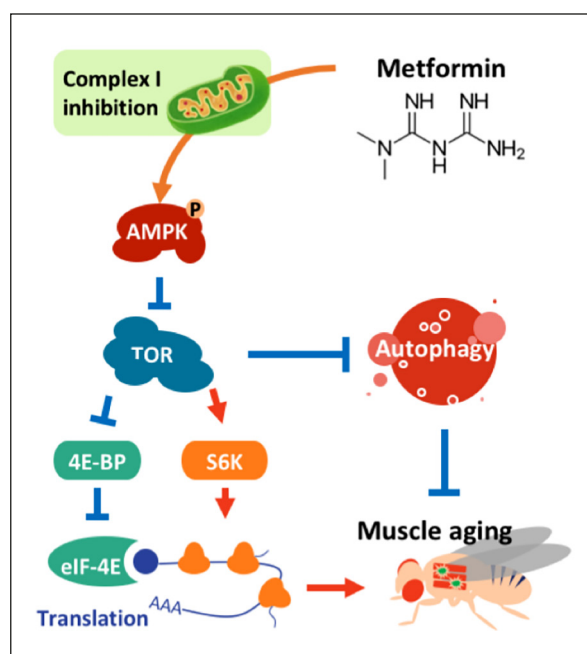 Complex I
inhibition
Metformin
NH
NH
N
N
H
NH2
P
AMPK
TOR
Autophagy
4E-BP
S6K
Muscle aging
eIF-4E
AAA
Translation